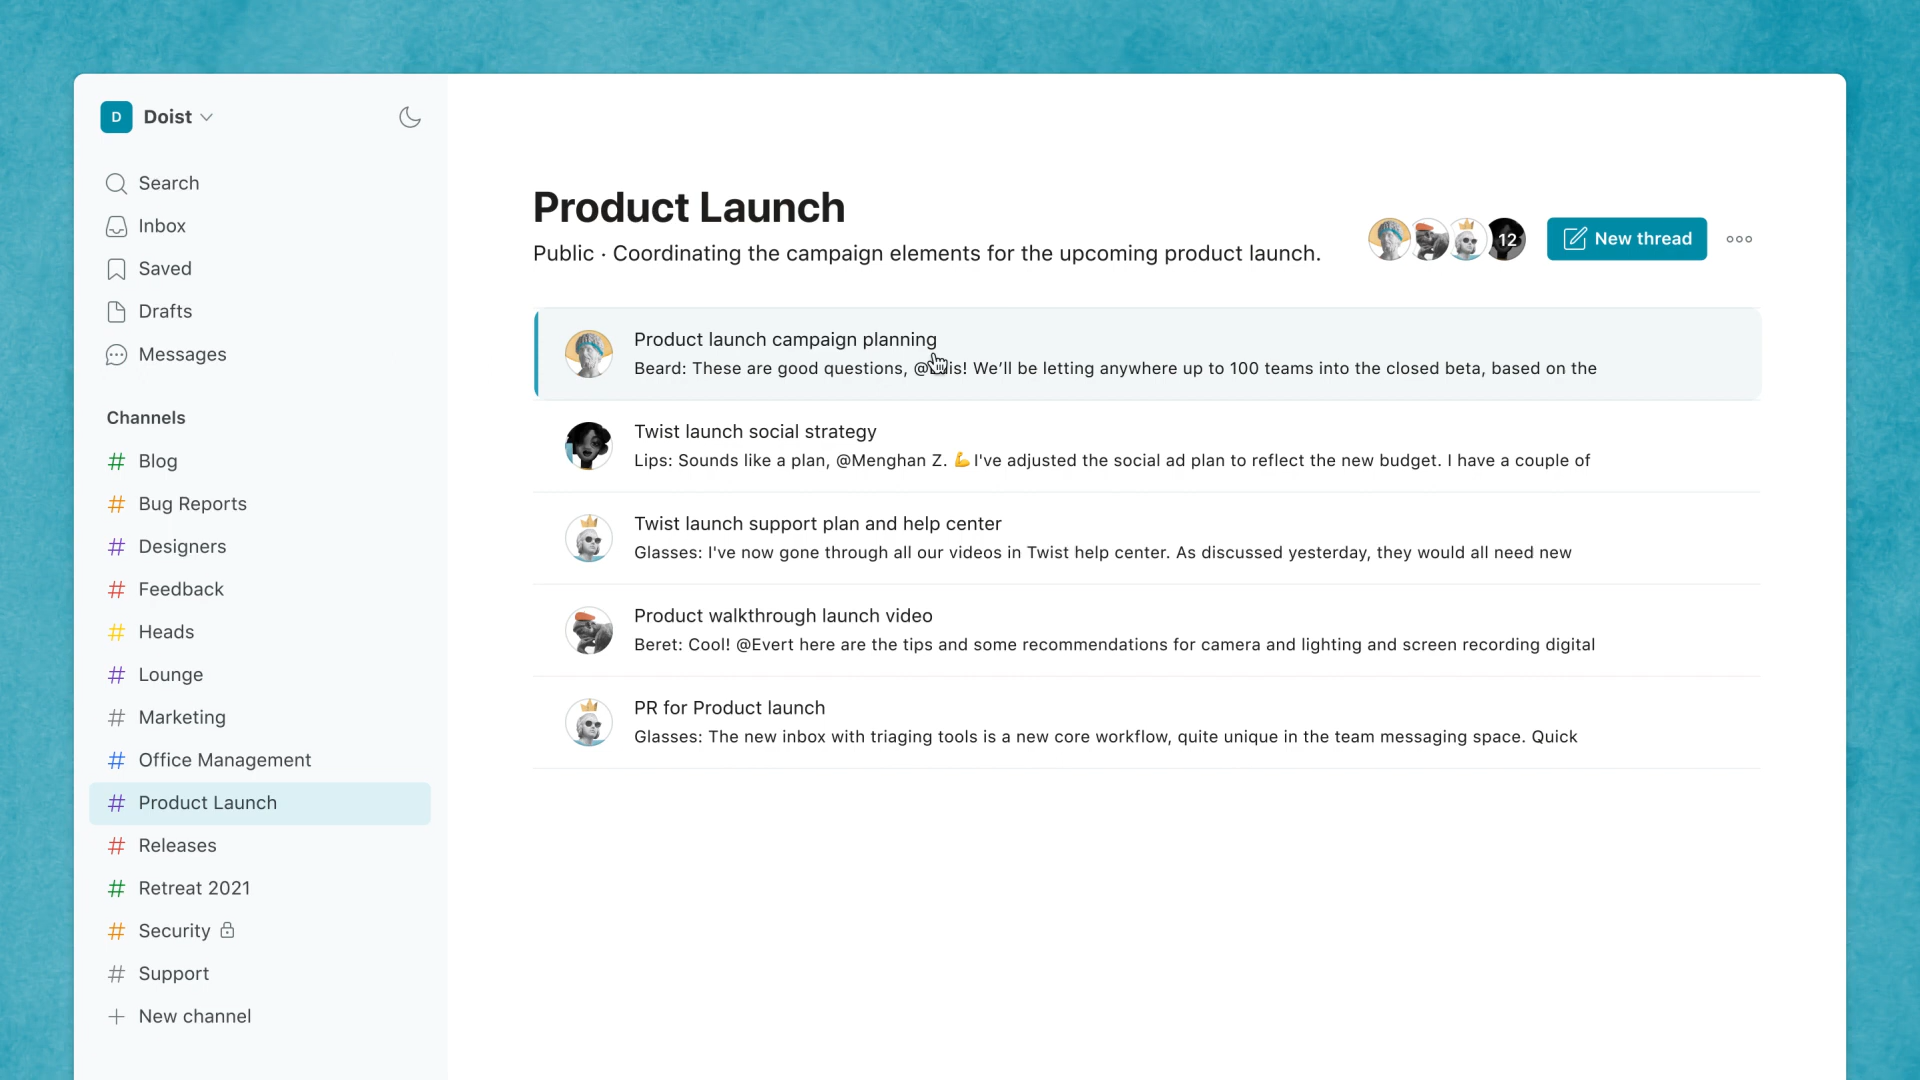 D Doist
Search
Inbox
Saved
Drafts
Messages
Channels
# Blog
# Bug Reports
# Designers
# Feedback
# Heads
# Lounge
# Marketing
# Office Management
# Product Launch
# Releases
# Retreat 2021
# Security
# Support
+ New channel
Product Launch
Public · Coordinating the campaign elements for the upcoming product launch.
12
New thread
Product launch campaign planning
Beard: These are good questions, We’ll be letting anywhere up to 100 teams into the closed beta, based on the
Twist launch social strategy
Lips: Sounds like a plan, @Menghan Z. 💪 I've adjusted the social ad plan to reflect the new budget. I have a couple of
Twist launch support plan and help center
Glasses: I've now gone through all our videos in Twist help center. As discussed yesterday, they would all need new
Product walkthrough launch video
Beret: Cool! @Evert here are the tips and some recommendations for camera and lighting and screen recording digital
PR for Product launch
Glasses: The new inbox with triaging tools is a new core workflow, quite unique in the team messaging space. Quick